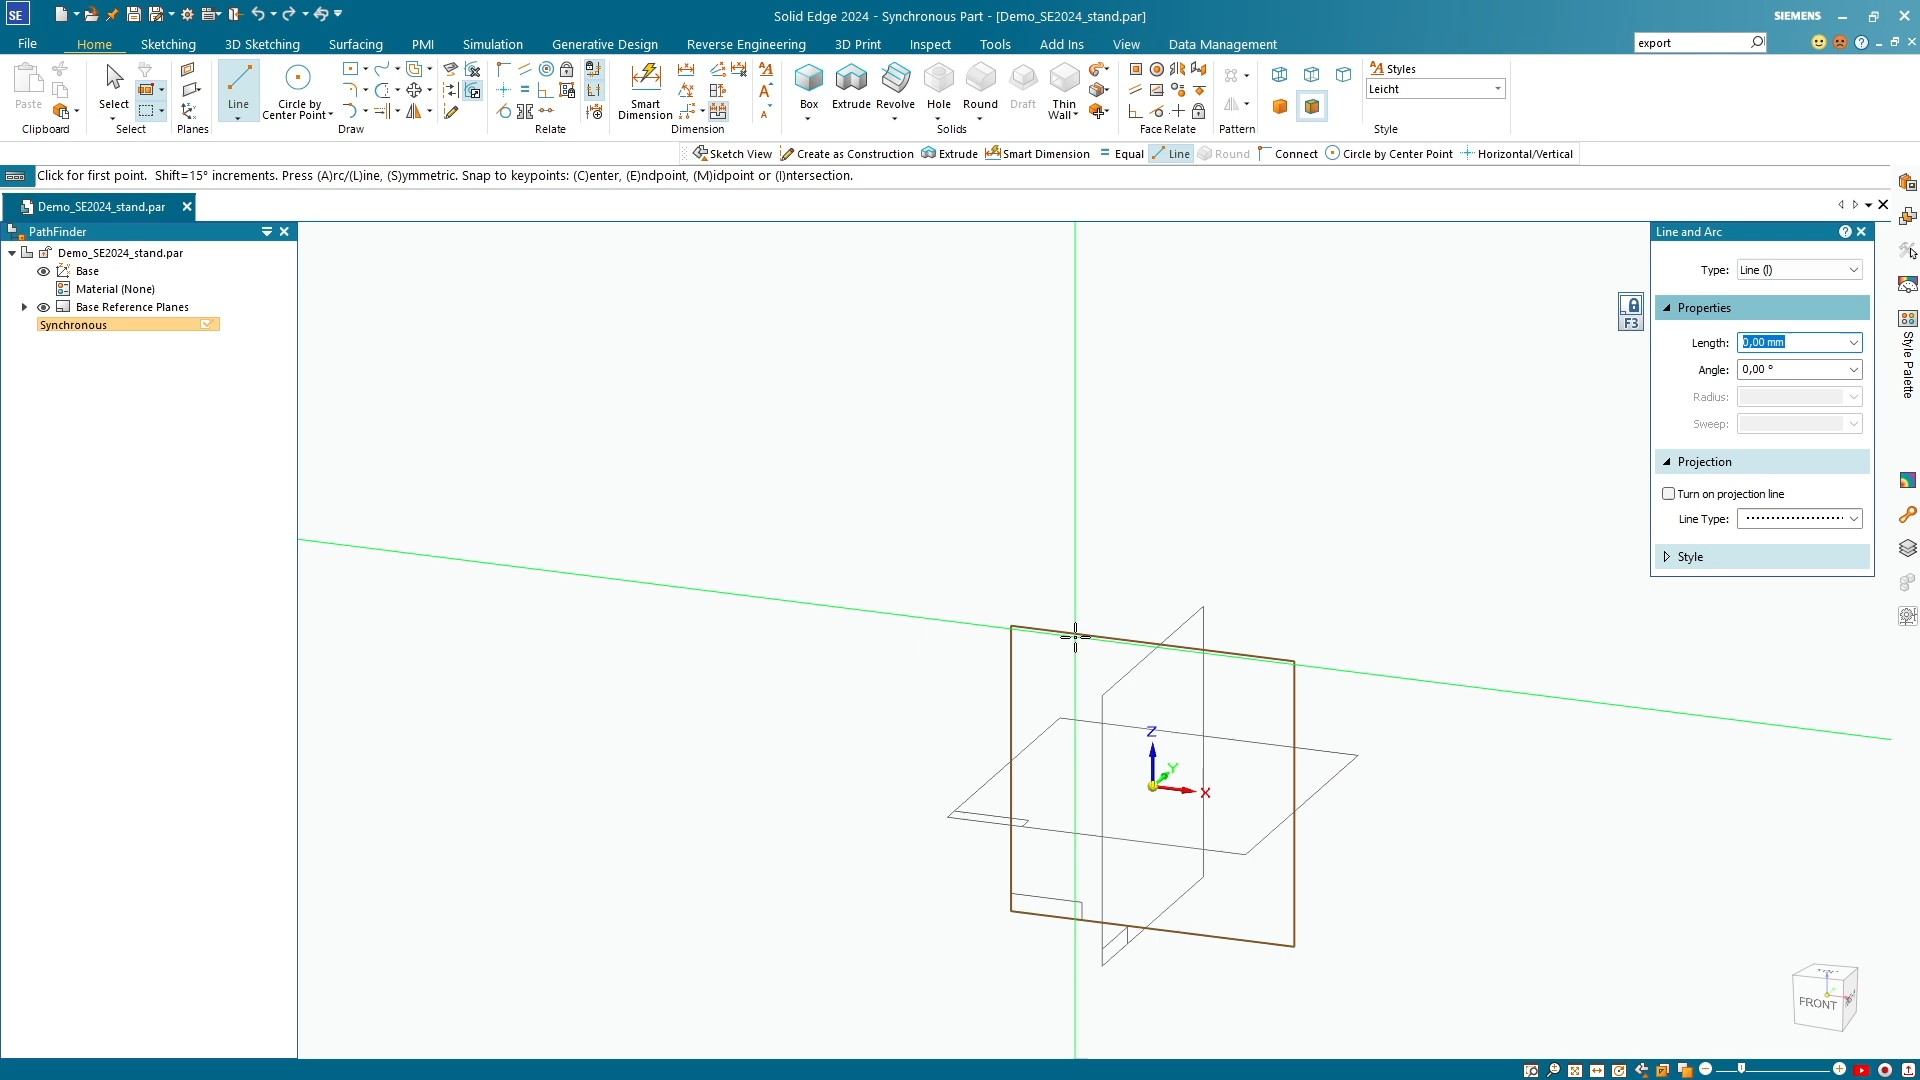 SE
Solid Edge 2024 - Synchronous Part - [Demo_SE2024_stand.par]
SIEMENS
File
Home
Sketching
3D Sketching
Surfacing
PMI
Simulation
Generative Design
Reverse Engineering
3D Print
Inspect
Tools
Add Ins
View
Data Management
export
Paste
Clipboard
Select
Select
Planes
Line
Circle by
Center Point
Draw
Relate
Smart
Dimension
Dimension
Box
Extrude
Revolve
Hole
Round
Draft
Thin
Wall
Solids
Face Relate
Pattern
Styles
Leicht
Style
Sketch View
Create as Construction
Extrude
Smart Dimension
Equal
Line
Round
Connect
Circle by Center Point
Horizontal/Vertical
Click for first point. Shift=15° increments. Press (A)rc/(L)ine, (S)ymmetric. Snap to keypoints: (C)enter, (E)ndpoint, (M)idpoint or (I)ntersection.
Demo_SE2024_stand.par
PathFinder
Demo_SE2024_stand.par
Base
Material (None)
Base Reference Planes
Synchronous
F3
Line and Arc
Type: Line (l)
Properties
Length: 0,00 mm
Angle: 0,00 °
Radius:
Sweep:
Projection
Turn on projection line
Line Type:
Style
Style Palette
Z
Y
X
FRONT